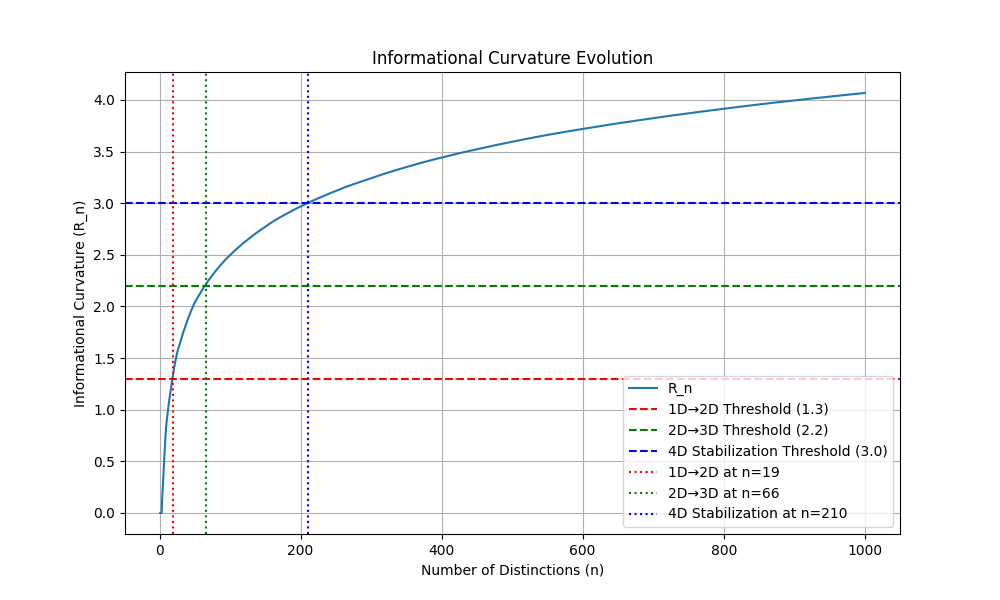 Informational Curvature Evolution
Informational Curvature (R_n)
4.0
3.5
3.0
2.5
2.0
1.5
1.0
0.5
0.0
R_n
1D→2D Threshold (1.3)
2D→3D Threshold (2.2)
4D Stabilization Threshold (3.0)
1D→2D at n=19
2D→3D at n=66
4D Stabilization at n=210
0 200 400 600 800 1000
Number of Distinctions (n)